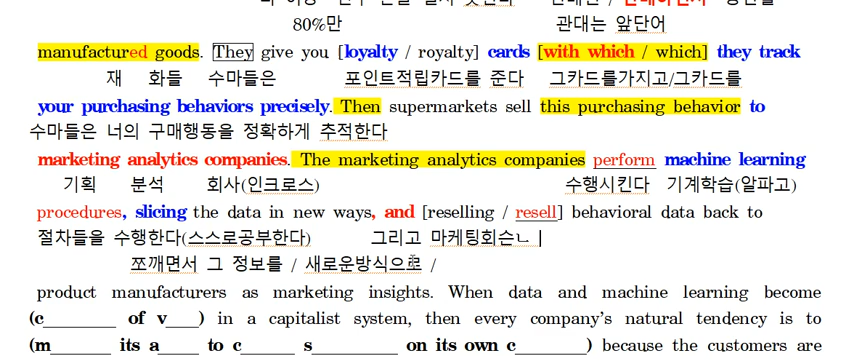 80%만 관대는 앞단어
manufactured goods. They give you [loyalty / royalty] cards [with which / which] they track
재 화들 수마들은 포인트적립카드를 준다 그카드를가지고/그카드를
your purchasing behaviors precisely. Then supermarkets sell this purchasing behavior to
수마들은 너의 구매행동을 정확하게 추적한다
marketing analytics companies. The marketing analytics companies perform machine learning
기획 분석 회사(인크로스) 수행시킨다 기계학습(알파고)
procedures, slicing the data in new ways, and [reselling / resell] behavioral data back to
절차들을 수행한다(스스로공부한다) 그리고 마케팅회슨ㄴ
쪼깨면서 그 정보를 / 새로운방식으로 /
product manufacturers as marketing insights. When data and machine learning become
(c________ of v____) in a capitalist system, then every company's natural tendency is to
(m_______ its a_____ to c_______ s_________ on its own c_________) because the customers are